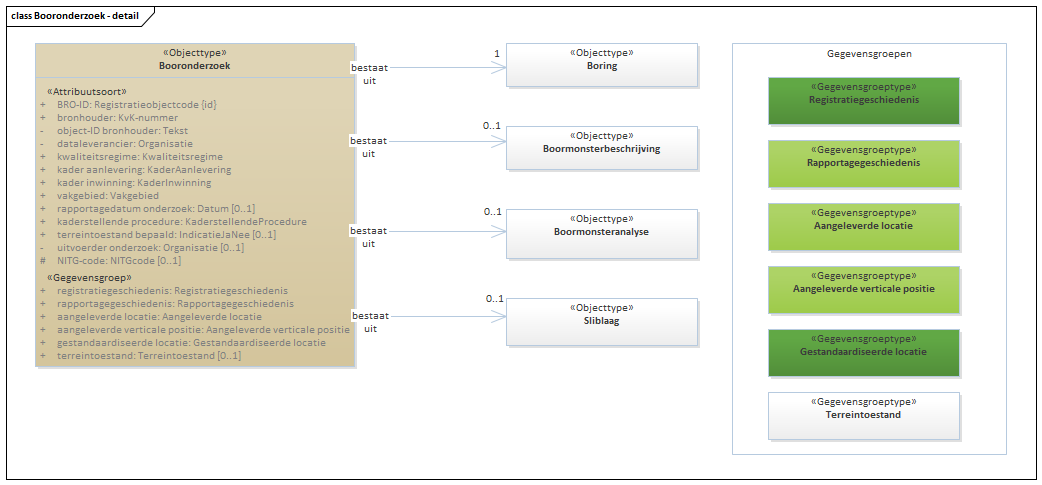 class Booronderzoek - detail
«Objecttype»
Booronderzoek
«Attribuutsoort»
+ BRO-ID: Registratieobjectcode {id}
+ bronhouder: KvK-nummer
- object-ID bronhouder: Tekst
- dataleverancier: Organisatie
+ kwaliteitsregime: Kwaliteitsregime
+ kader aanlevering: KaderAanlevering
+ kader inwinning: KaderInwinning
+ vakgebied: Vakgebied
+ rapportagedatum onderzoek: Datum [0..1]
+ kaderstellende procedure: KaderstellendeProcedure
+ terreintoestand bepaald: IndicatieJaNee [0..1]
- uitvoerder onderzoek: Organisatie [0..1]
# NITG-code: NITGcode [0..1]
«Gegevensgroep»
+ registratiegeschiedenis: Registratiegeschiedenis
+ rapportagegeschiedenis: Rapportagegeschiedenis
+ aangeleverde locatie: Aangeleverde locatie
+ aangeleverde verticale positie: Aangeleverde verticale positie
+ gestandaardiseerde locatie: Gestandaardiseerde locatie
+ terreintoestand: Terreintoestand [0..1]
bestaat
uit
1
«Objecttype»
Boring
bestaat
uit
0..1
«Objecttype»
Boormonsterbeschrijving
bestaat
uit
0..1
«Objecttype»
Boormonsteranalyse
bestaat
uit
0..1
«Objecttype»
Sliblaag
Gegevensgroepen
«Gegevensgroeptype»
Registratiegeschiedenis
«Gegevensgroeptype»
Rapportagegeschiedenis
«Gegevensgroeptype»
Aangeleverde locatie
«Gegevensgroeptype»
Aangeleverde verticale positie
«Gegevensgroeptype»
Gestandaardiseerde locatie
«Gegevensgroeptype»
Terreintoestand